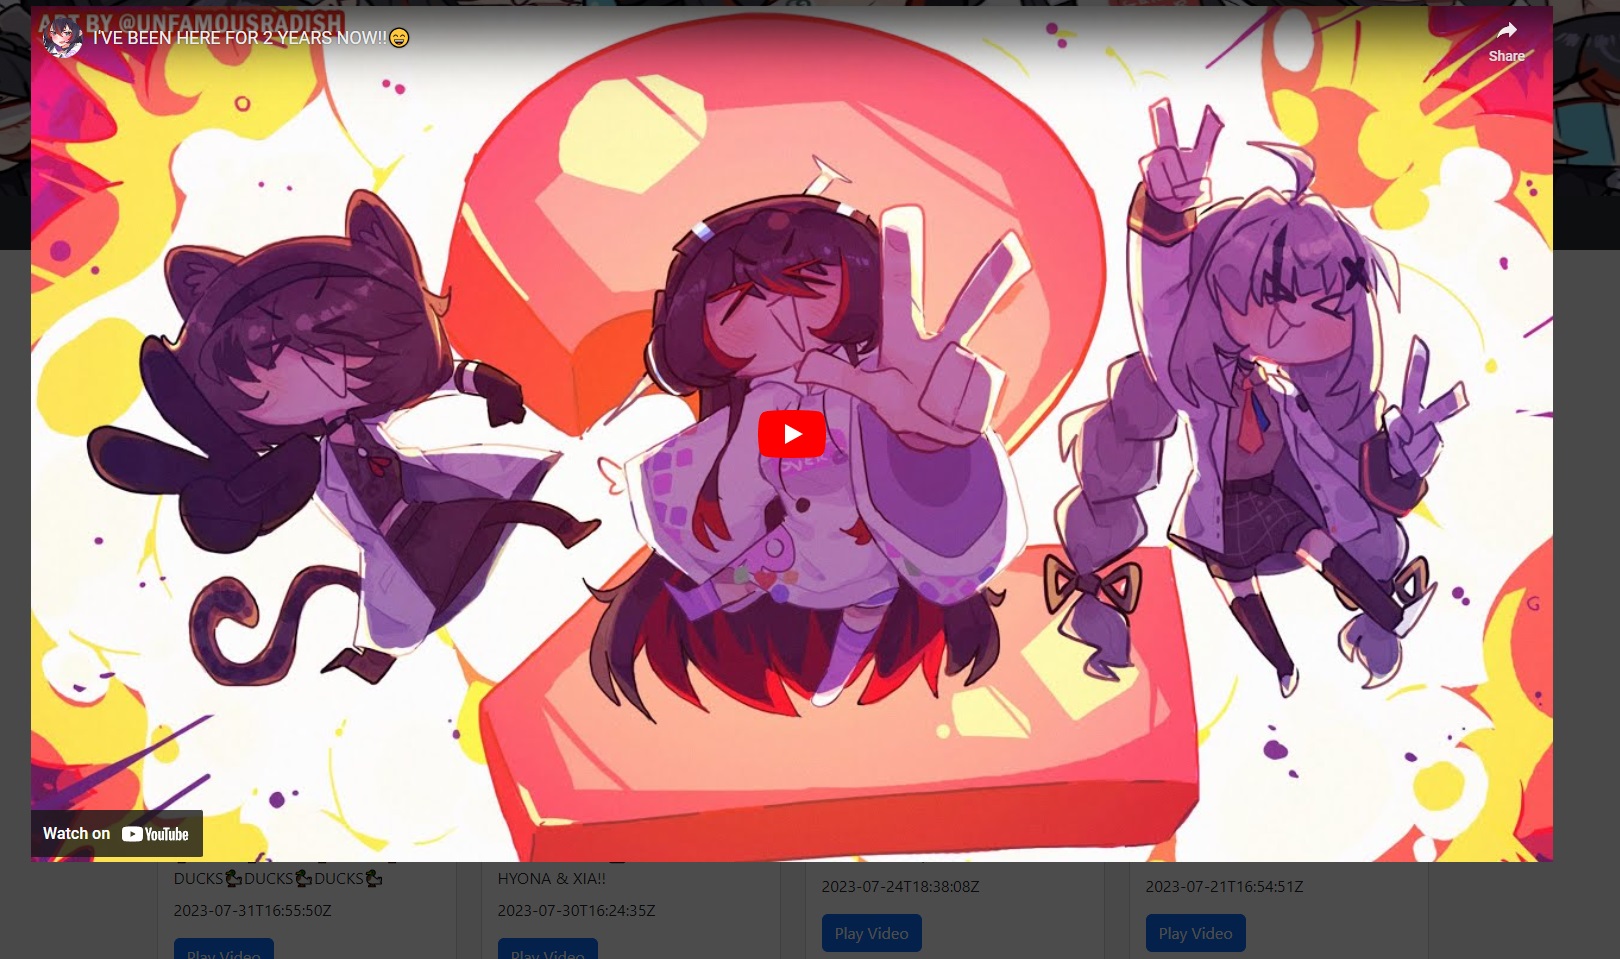 ART BY @UNFAMOUSRADISH
I'VE BEEN HERE FOR 2 YEARS NOW!!😄
Share
Watch on YouTube
DUCKS🦆DUCKS🦆DUCKS🦆
HYONA & XIA!!
2023-07-31T16:55:50Z
2023-07-30T16:24:35Z
2023-07-24T18:38:08Z
2023-07-21T16:54:51Z
Play Video
Play Video
Play Video
Play Video